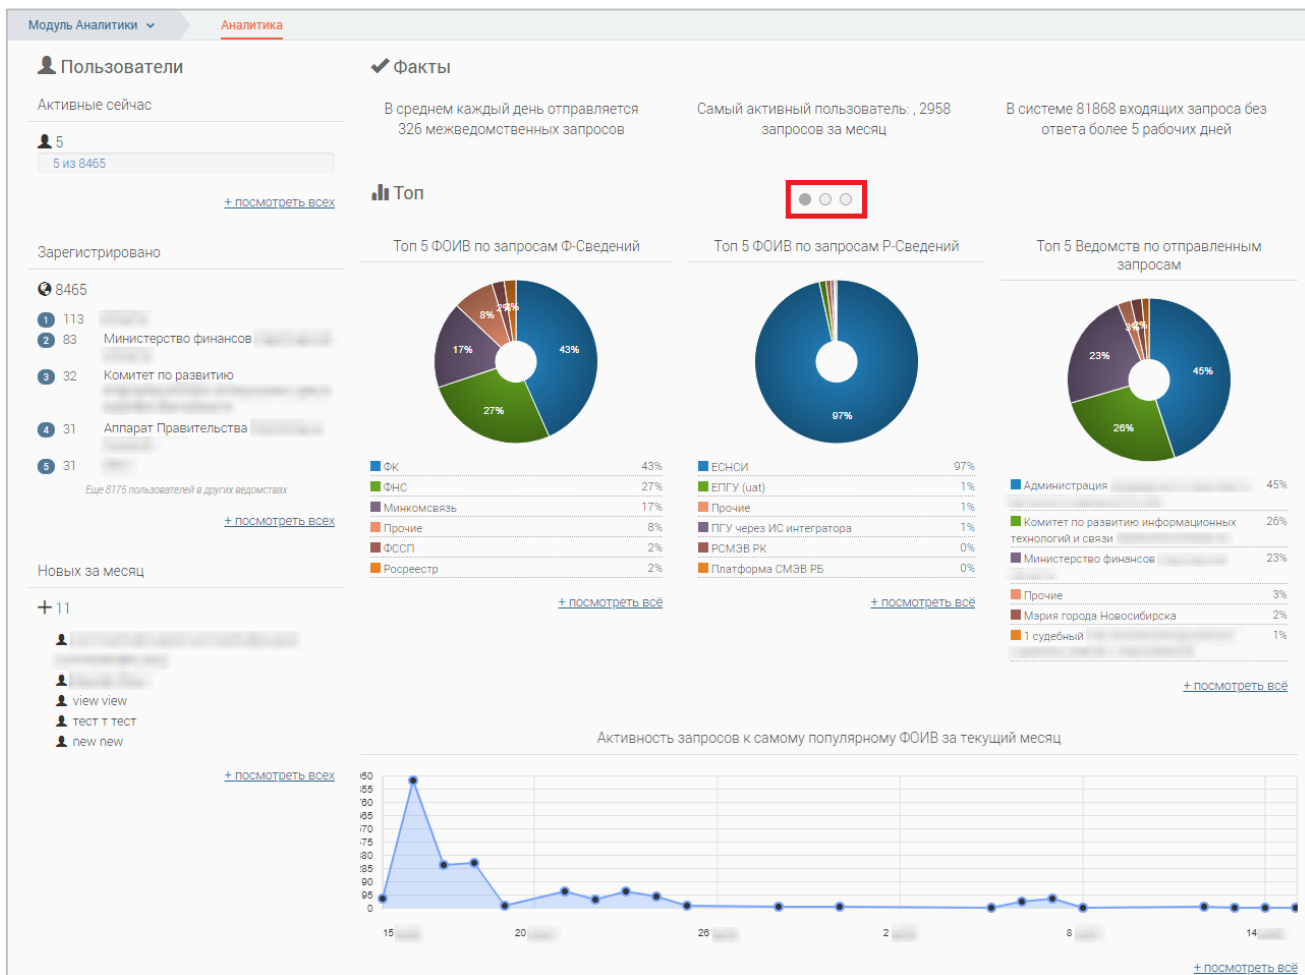 Модуль Аналитики
Аналитика
Пользователи
Активные сейчас
5
5 из 8465
+ посмотреть всех
Зарегистрировано
8465
1 113
2 83 Министерство финансов
3 32 Комитет по развитию
4 31 Аппарат Правительства
5 31
Еще 8175 пользователей в других ведомствах
+ посмотреть всех
Новых за месяц
11
view view
тест т тест
new new
+ посмотреть всех
Факты
В среднем каждый день отправляется
326 межведомственных запросов
Самый активный пользователь: , 2958
запросов за месяц
В системе 81868 входящих запроса без
ответа более 5 рабочих дней
Топ
Топ 5 ФОИВ по запросам Ф-Сведений
43%
27%
17%
8%
ФК 43%
ФНС 27%
Минкомсвязь 17%
Прочие 8%
ФССП 2%
Росреестр 2%
+ посмотреть всё
Топ 5 ФОИВ по запросам Р-Сведений
97%
ЕСНСИ 97%
ЕПГУ (uat) 1%
Прочие 1%
ПГУ через ИС интегратора 1%
РСМЭВ РК 0%
Платформа СМЭВ РБ 0%
+ посмотреть всё
Топ 5 Ведомств по отправленным
запросам
45%
26%
23%
Администрация 45%
Комитет по развитию информационных 26%
технологий и связи
Министерство финансов 23%
Прочие 3%
Мэрия города Новосибирска 2%
1 судебный 1%
+ посмотреть всё
Активность запросов к самому популярному ФОИВ за текущий месяц
95
0
15
20
26
2
8
14
+ посмотреть всё